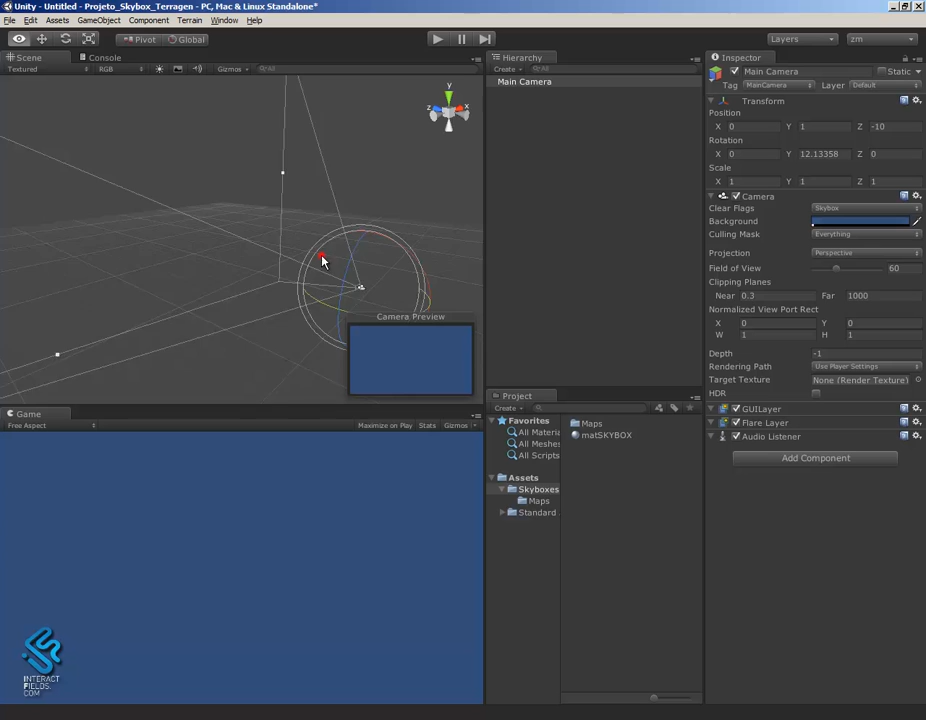 Unity - Untitled - Projeto_Skybox_Terragen - PC, Mac & Linux Standalone*
File Edit Assets GameObject Component Terrain Window Help
Pivot Global Layers zm
Scene Console
Textured RGB Gizmos All
y
z x
Camera Preview
Game
Free Aspect Maximize on Play Stats Gizmos
INTERACT
FIELDS.
COM
Hierarchy
Create All
Main Camera
Project
Create
Favorites
All Materia
All Meshes
All Scripts
Assets
Skyboxes
Maps
Standard
Maps
matSKYBOX
Inspector
Main Camera Static
Tag MainCamera Layer Default
Transform
Position
X 0 Y 1 Z -10
Rotation
X 0 Y 12.13358 Z 0
Scale
X 1 Y 1 Z 1
Camera
Clear Flags Skybox
Background
Culling Mask Everything
Projection Perspective
Field of View 60
Clipping Planes
Near 0.3 Far 1000
Normalized View Port Rect
X 0 Y 0
W 1 H 1
Depth -1
Rendering Path Use Player Settings
Target Texture None (Render Texture)
HDR
GUILayer
Flare Layer
Audio Listener
Add Component